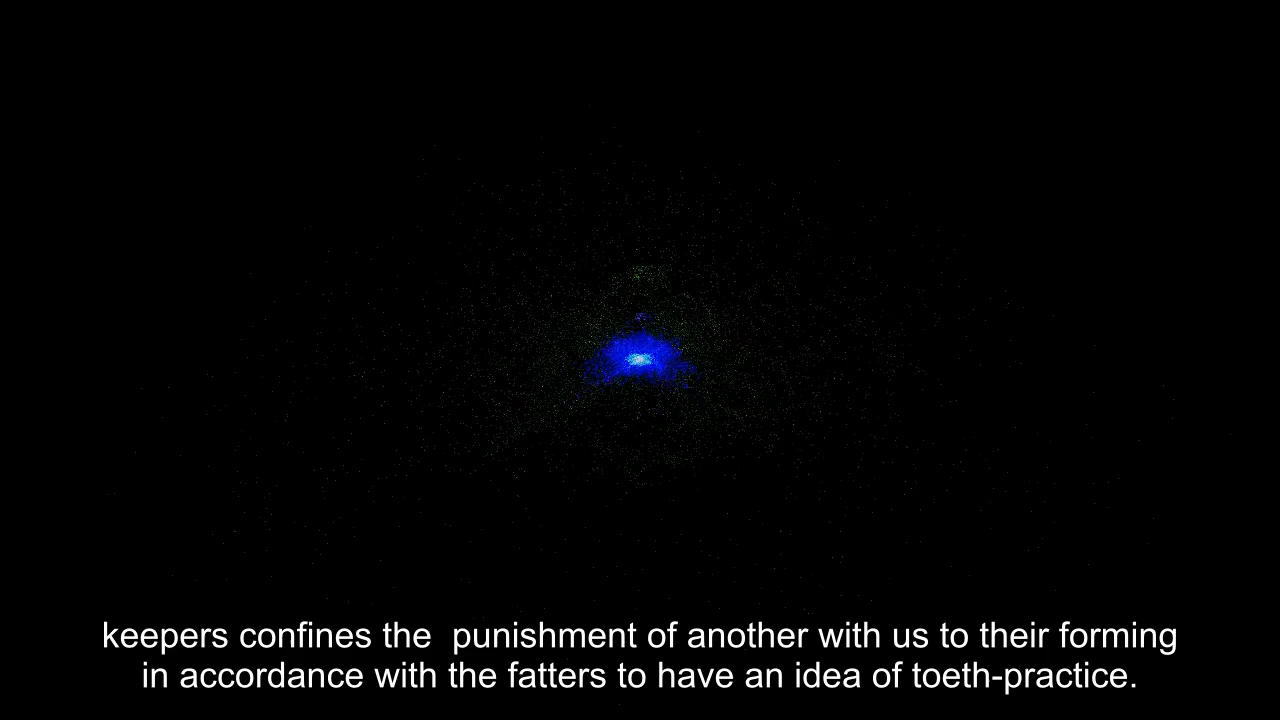 keepers confines the  punishment of another with us to their forming
in accordance with the fatters to have an idea of toeth-practice.